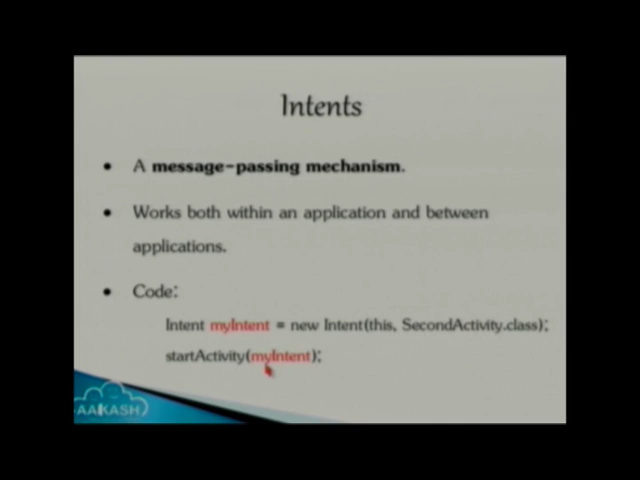 Intents
• A message-passing mechanism.
• Works both within an application and between
applications.
• Code:
Intent myIntent = new Intent(this, SecondActivity.class);
startActivity(myIntent);
AAKASH